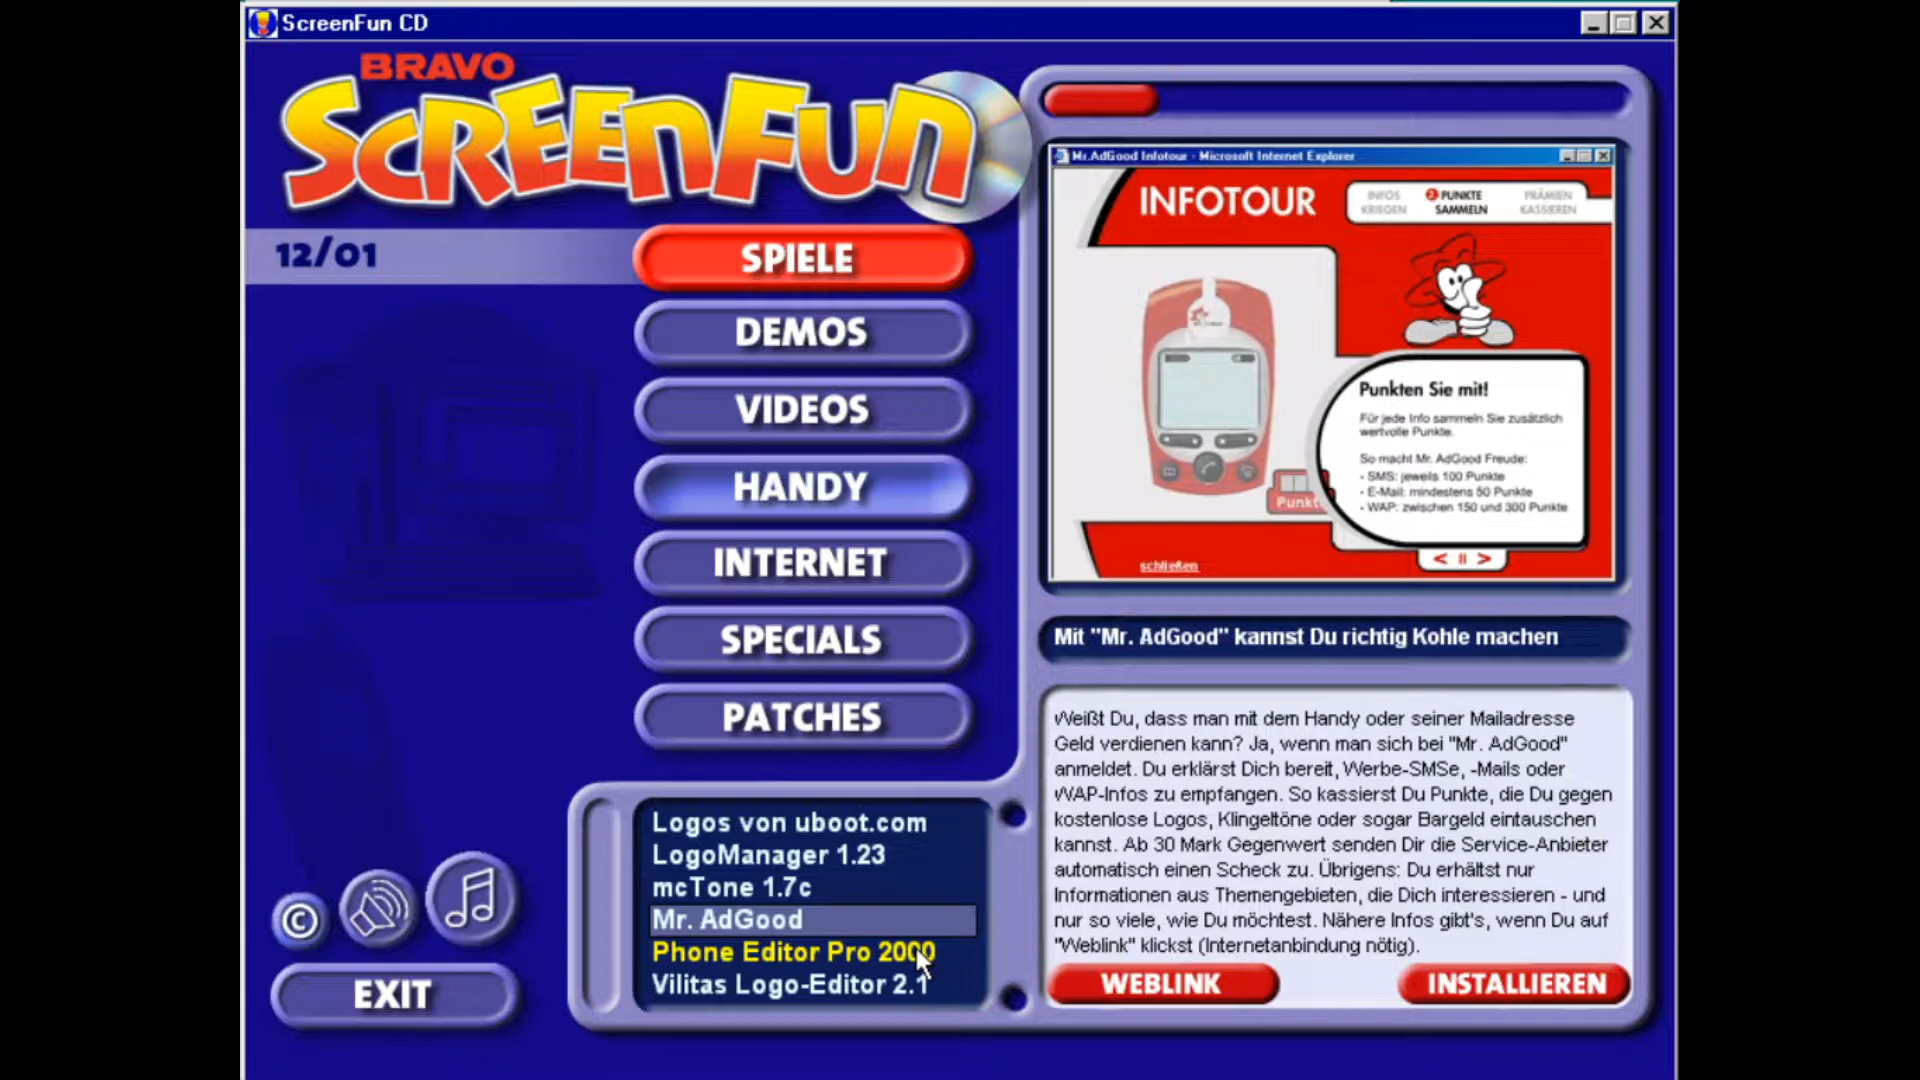 ScreenFun CD
BRAVO
SCREENFUN
12/01
SPIELE
DEMOS
VIDEOS
HANDY
INTERNET
SPECIALS
PATCHES
Logos von uboot.com
LogoManager 1.23
mcTone 1.7c
Mr. AdGood
Phone Editor Pro 2000
Vilitas Logo-Editor 2.1
©
EXIT
Mr.AdGood Infotour - Microsoft Internet Explorer
INFOTOUR
INFOS
KRIEGEN
2 PUNKTE
SAMMELN
PRÄMIEN
KASSIEREN
Punkten Sie mit!
Für jede Info sammeln Sie zusätzlich
wertvolle Punkte.
So macht Mr. AdGood Freude:
- SMS: jeweils 100 Punkte
- E-Mail: mindestens 50 Punkte
- WAP: zwischen 150 und 300 Punkte
Punkt
schließen
< II >
Mit "Mr. AdGood" kannst Du richtig Kohle machen
Weißt Du, dass man mit dem Handy oder seiner Mailadresse
Geld verdienen kann? Ja, wenn man sich bei "Mr. AdGood"
anmeldet. Du erklärst Dich bereit, Werbe-SMSe, -Mails oder
WAP-Infos zu empfangen. So kassierst Du Punkte, die Du gegen
kostenlose Logos, Klingeltöne oder sogar Bargeld eintauschen
kannst. Ab 30 Mark Gegenwert senden Dir die Service-Anbieter
automatisch einen Scheck zu. Übrigens: Du erhältst nur
Informationen aus Themengebieten, die Dich interessieren - und
nur so viele, wie Du möchtest. Nähere Infos gibt's, wenn Du auf
"Weblink" klickst (Internetanbindung nötig).
WEBLINK
INSTALLIEREN